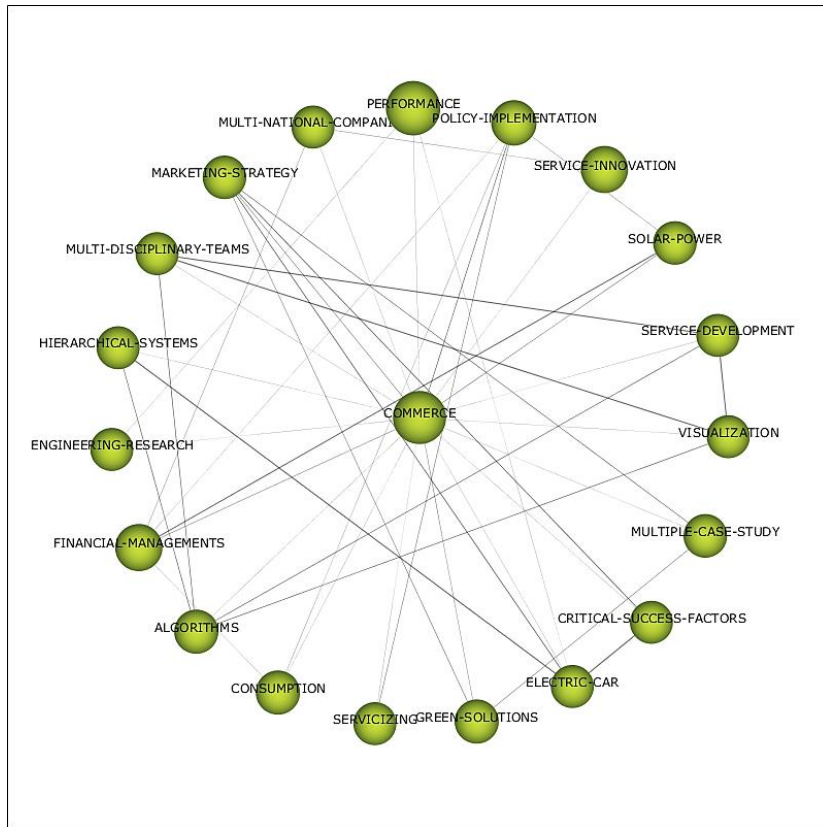 PERFORMANCE
MULTI-NATIONAL-COMPANI
POLICY-IMPLEMENTATION
SERVICE-INNOVATION
MARKETING-STRATEGY
SOLAR-POWER
MULTI-DISCIPLINARY-TEAMS
SERVICE-DEVELOPMENT
HIERARCHICAL-SYSTEMS
COMMERCE
VISUALIZATION
ENGINEERING-RESEARCH
MULTIPLE-CASE-STUDY
FINANCIAL-MANAGEMENTS
CRITICAL-SUCCESS-FACTORS
ALGORITHMS
ELECTRIC-CAR
CONSUMPTION
SERVICIZING
GREEN-SOLUTIONS